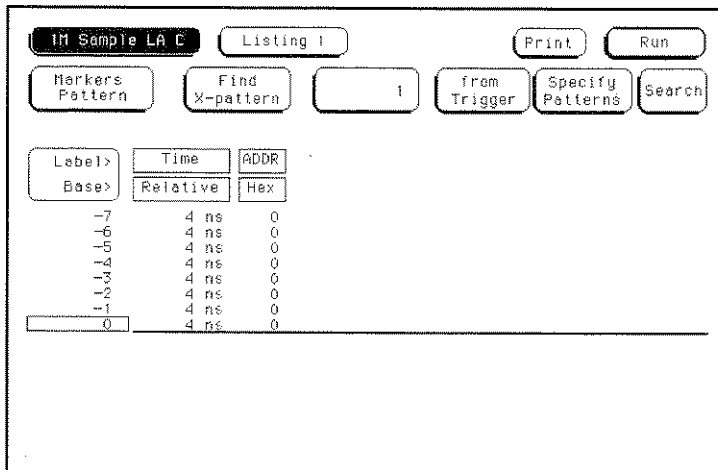 1M Sample LA C Listing 1 Print Run
Markers Pattern Find X-pattern 1 from Trigger Specify Patterns Search
Label> Time ADDR
Base> Relative Hex
-7 4 ns 0
-6 4 ns 0
-5 4 ns 0
-4 4 ns 0
-3 4 ns 0
-2 4 ns 0
-1 4 ns 0
0 4 ns 0